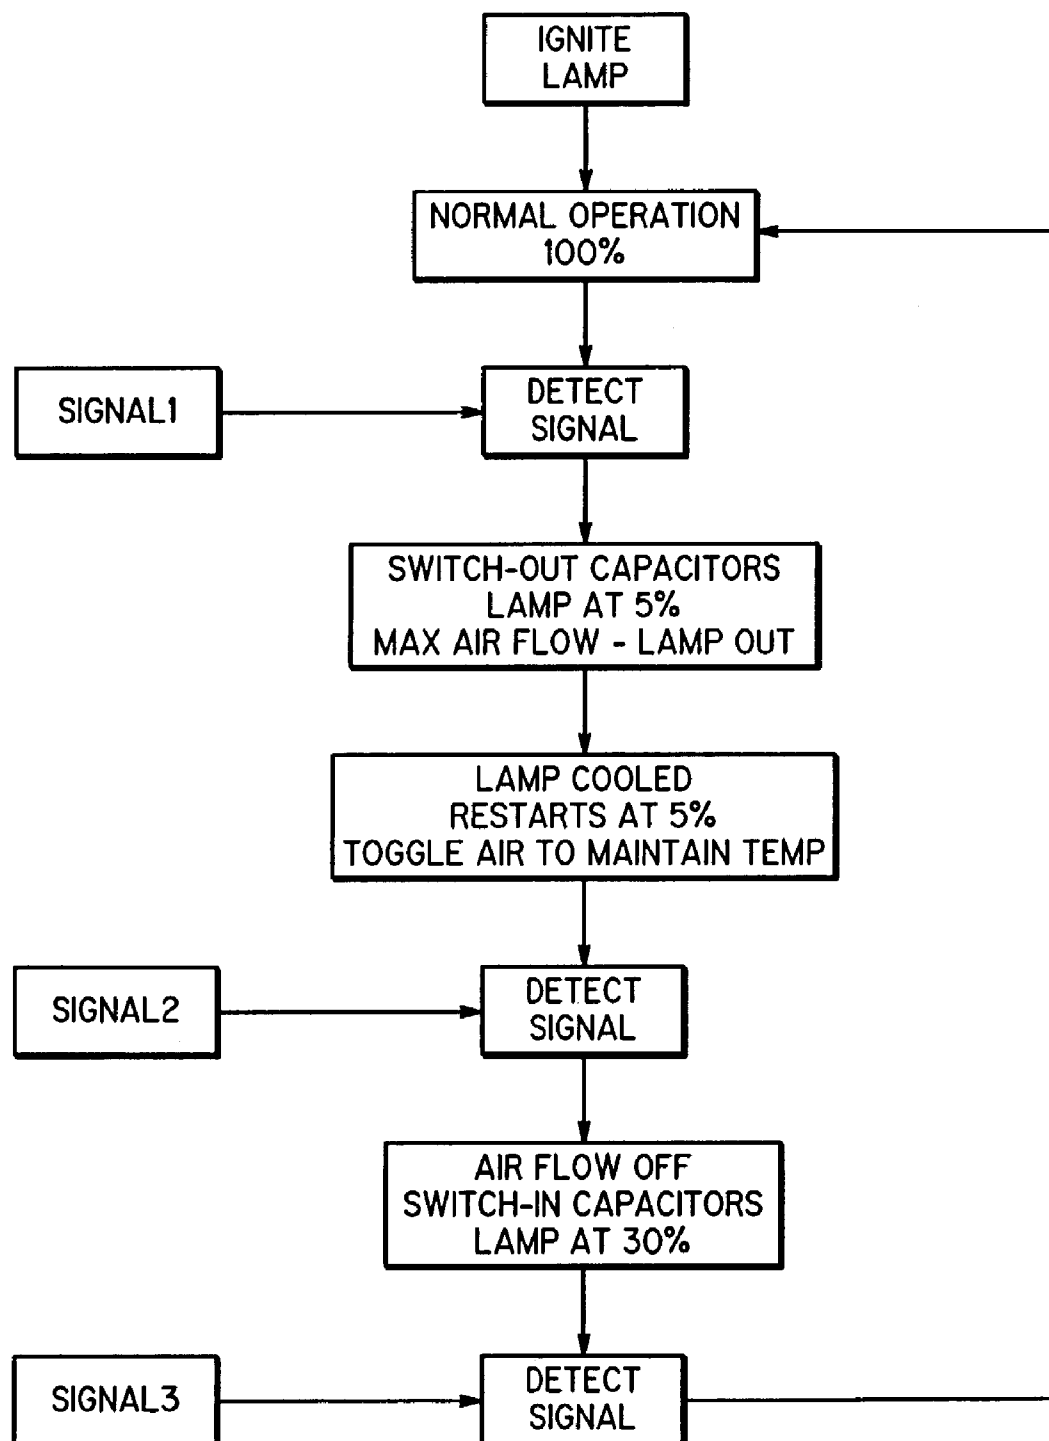 IGNITE
LAMP
NORMAL OPERATION
100%
SIGNAL1
DETECT
SIGNAL
SWITCH-OUT CAPACITORS
LAMP AT 5%
MAX AIR FLOW - LAMP OUT
LAMP COOLED
RESTARTS AT 5%
TOGGLE AIR TO MAINTAIN TEMP
SIGNAL2
DETECT
SIGNAL
AIR FLOW OFF
SWITCH-IN CAPACITORS
LAMP AT 30%
SIGNAL3
DETECT
SIGNAL